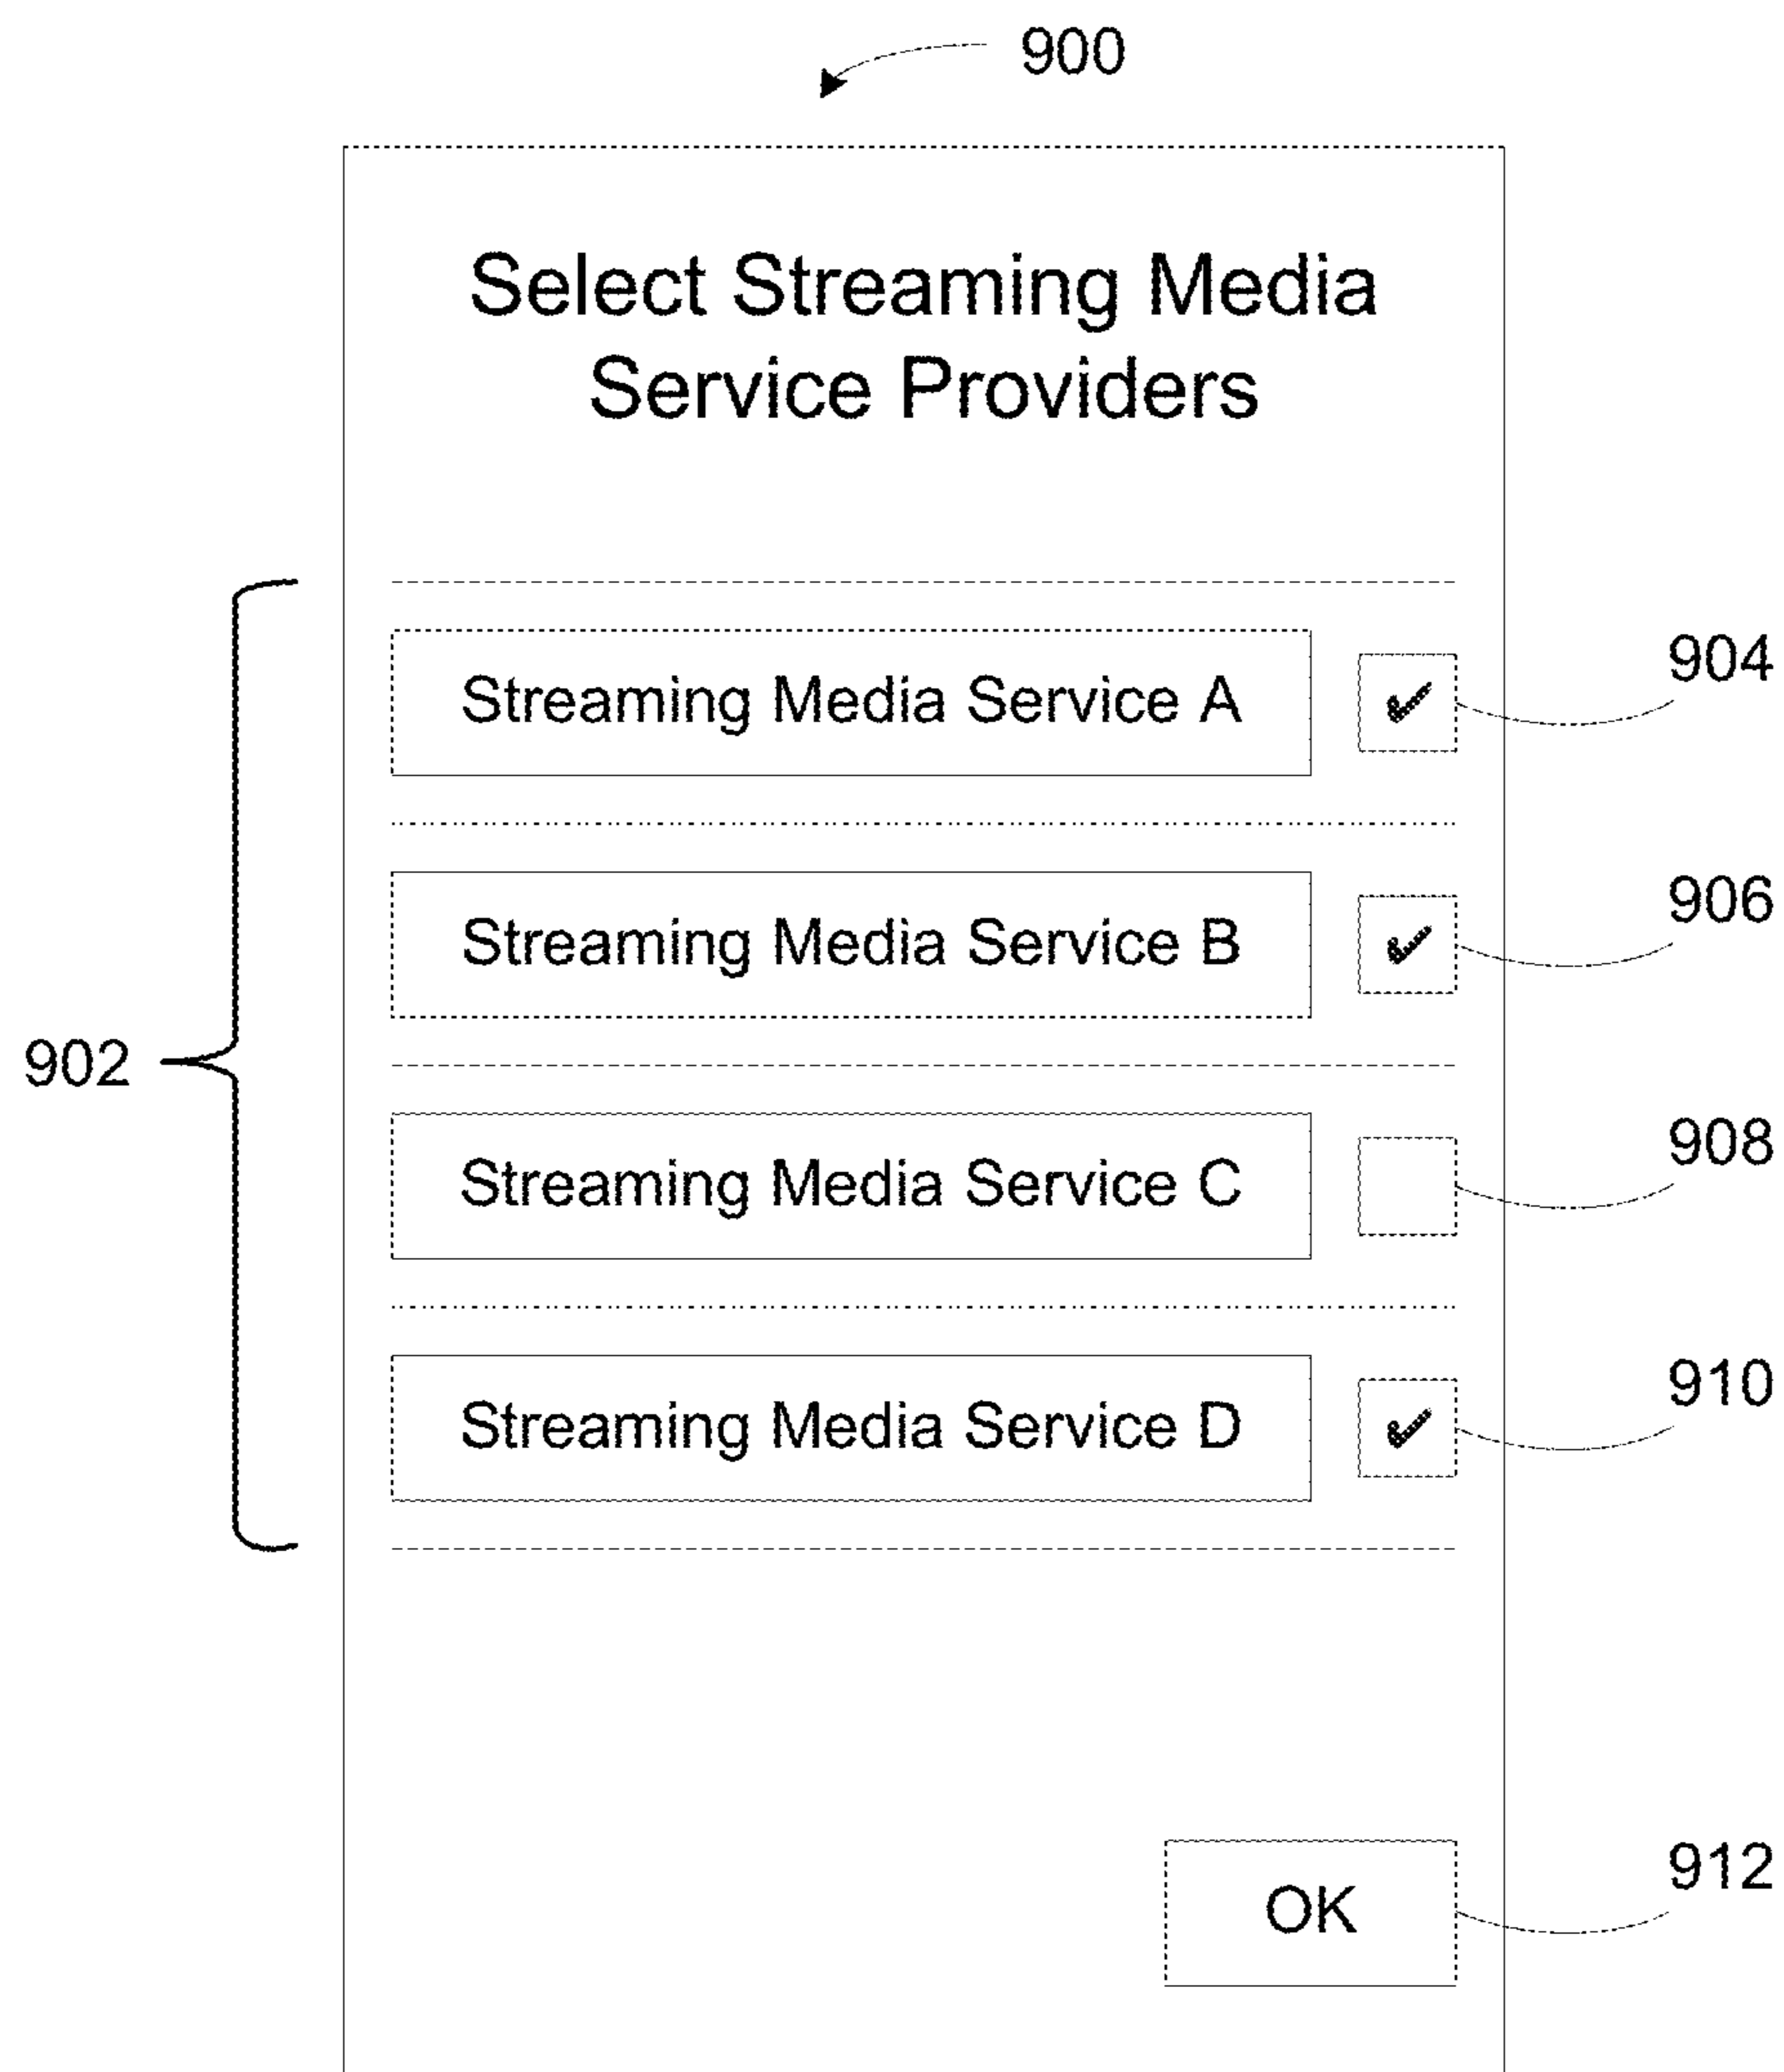 900
Select Streaming Media
Service Providers
Streaming Media Service A
904
Streaming Media Service B
906
902
Streaming Media Service C
908
Streaming Media Service D
910
OK
912